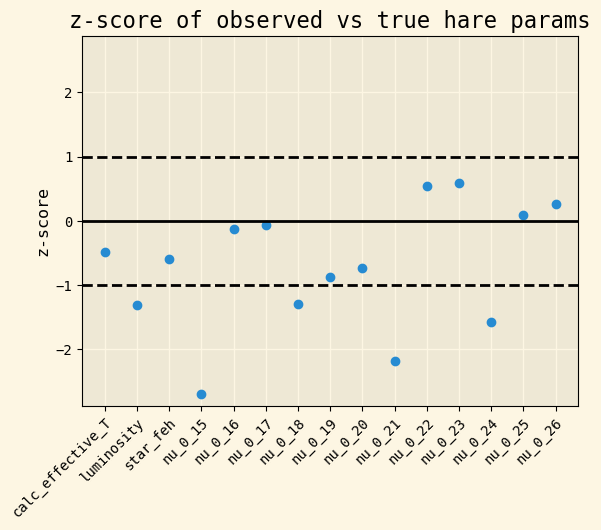 z-score of observed vs true hare params
z-score
2
1
0
−1
−2
calc_effective_T
luminosity
star_feh
nu_0_15
nu_0_16
nu_0_17
nu_0_18
nu_0_19
nu_0_20
nu_0_21
nu_0_22
nu_0_23
nu_0_24
nu_0_25
nu_0_26